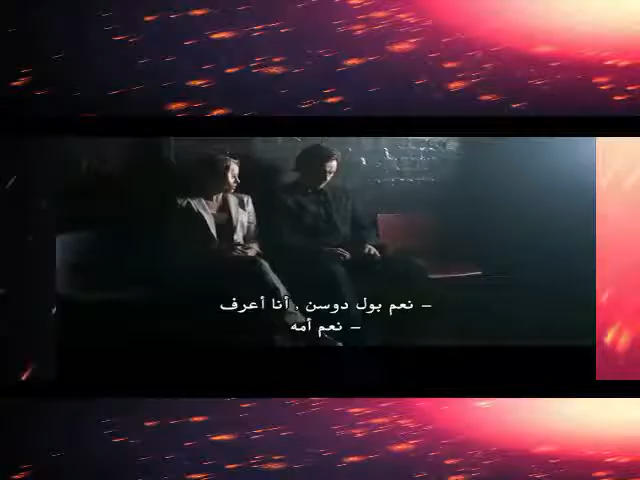 – نعم بول دوسن . أنا أعرف
– نعم أمه